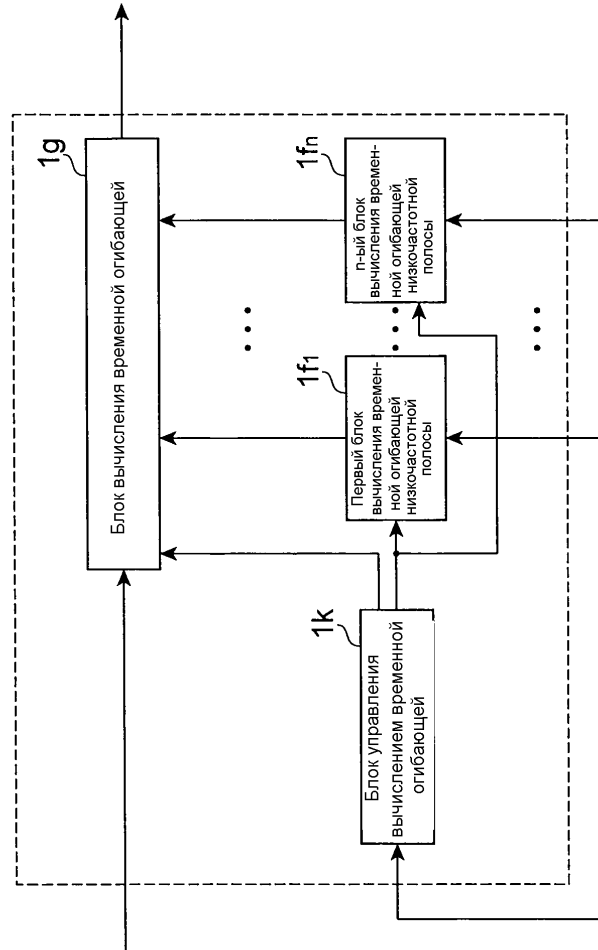 1g
Блок вычисления временной огибающей
1fn
n-ый блок
вычисления времен-
ной огибающей
низкочастотной
полосы
1f1
Первый блок
вычисления времен-
ной огибающей
низкочастотной
полосы
1k
Блок управления
вычислением временной
огибающей